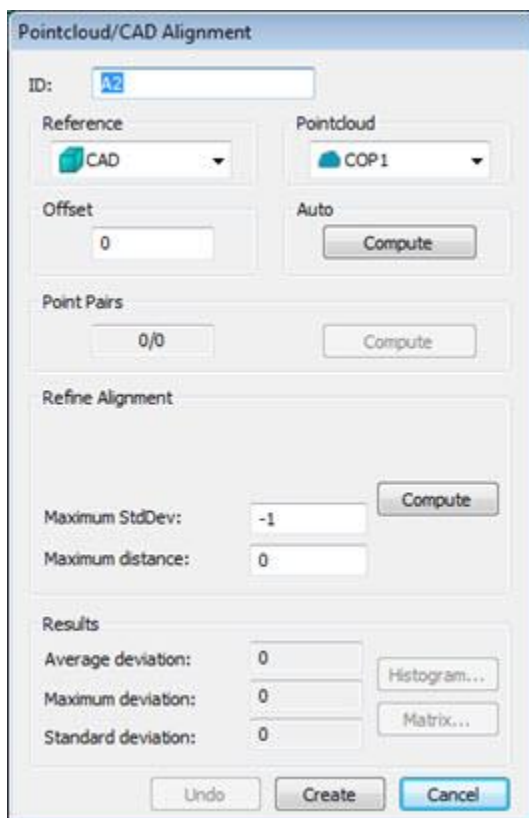 Pointcloud/CAD Alignment
ID: A2
Reference Pointcloud
CAD COP1
Offset Auto
0 Compute
Point Pairs
0/0 Compute
Refine Alignment
Compute
Maximum StdDev: -1
Maximum distance: 0
Results
Average deviation: 0
Histogram...
Maximum deviation: 0
Matrix...
Standard deviation: 0
Undo Create Cancel